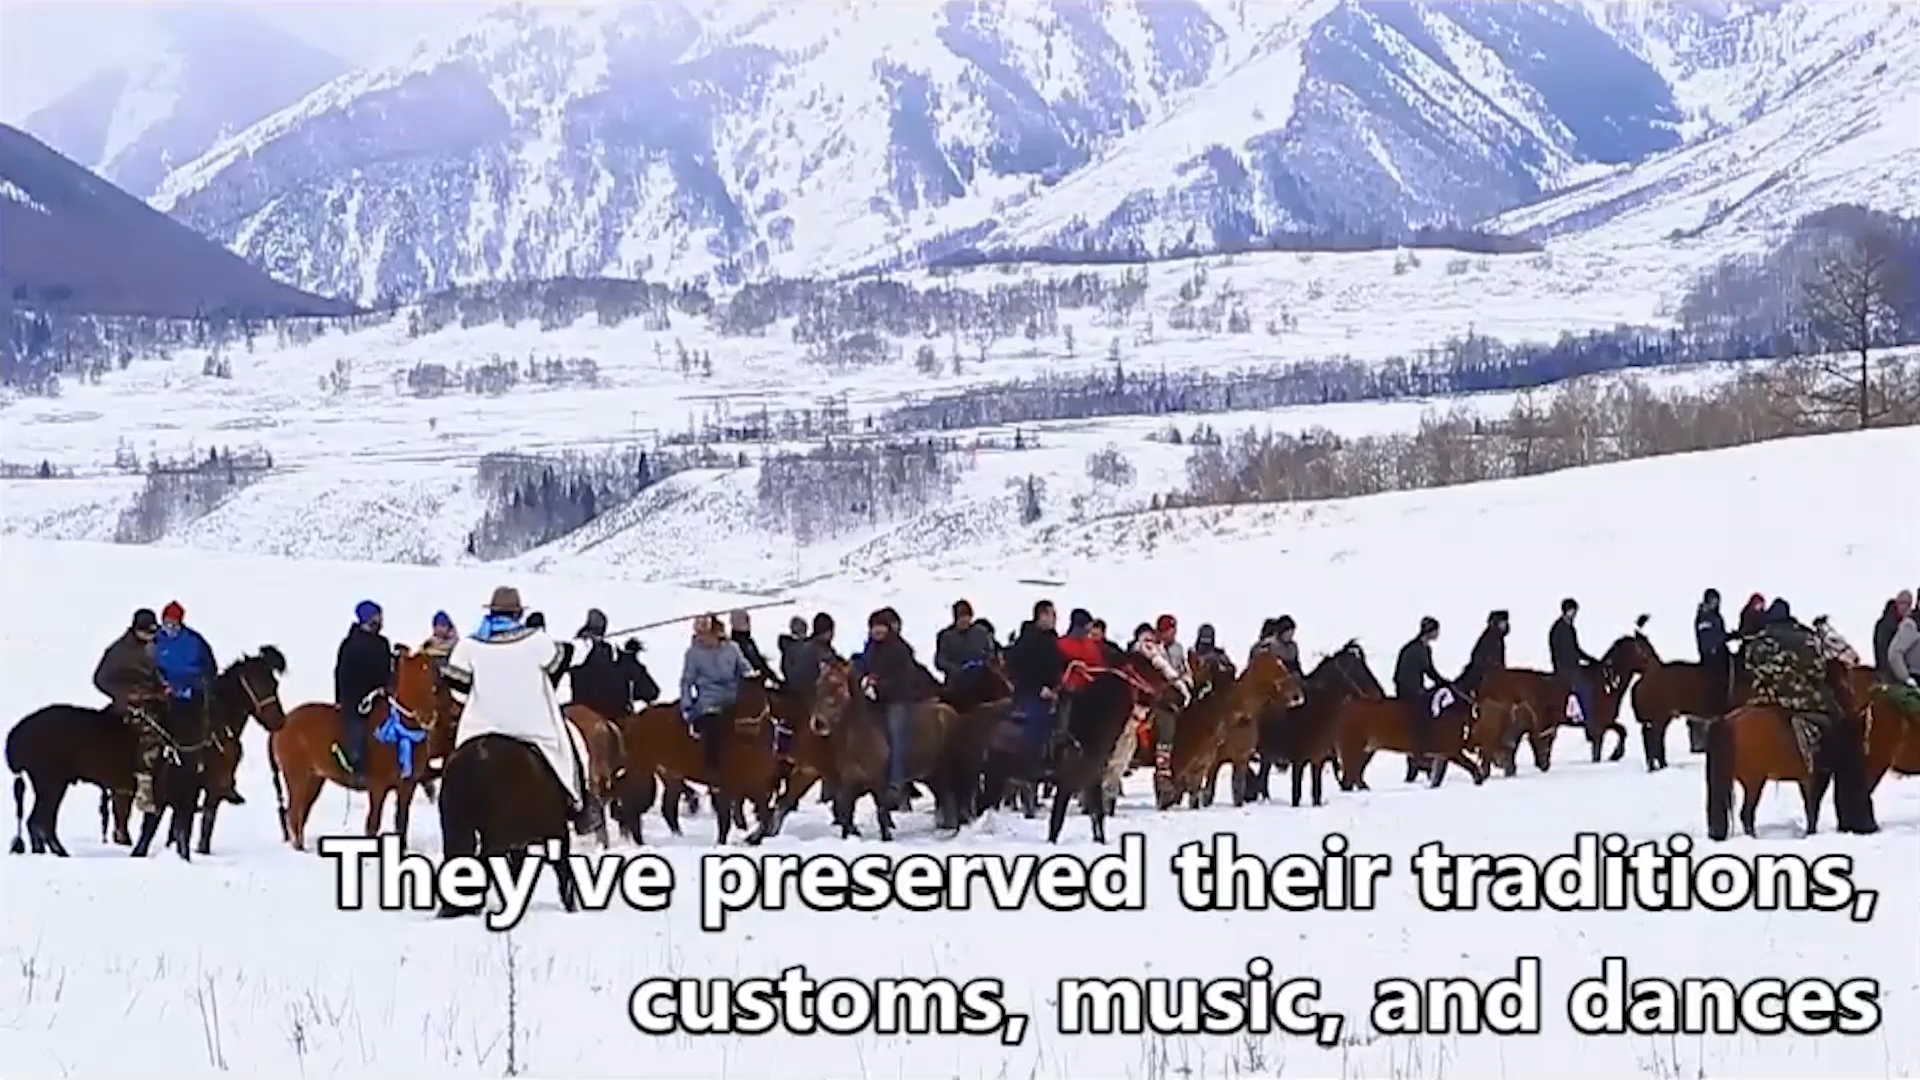 They've preserved their traditions,
customs, music, and dances